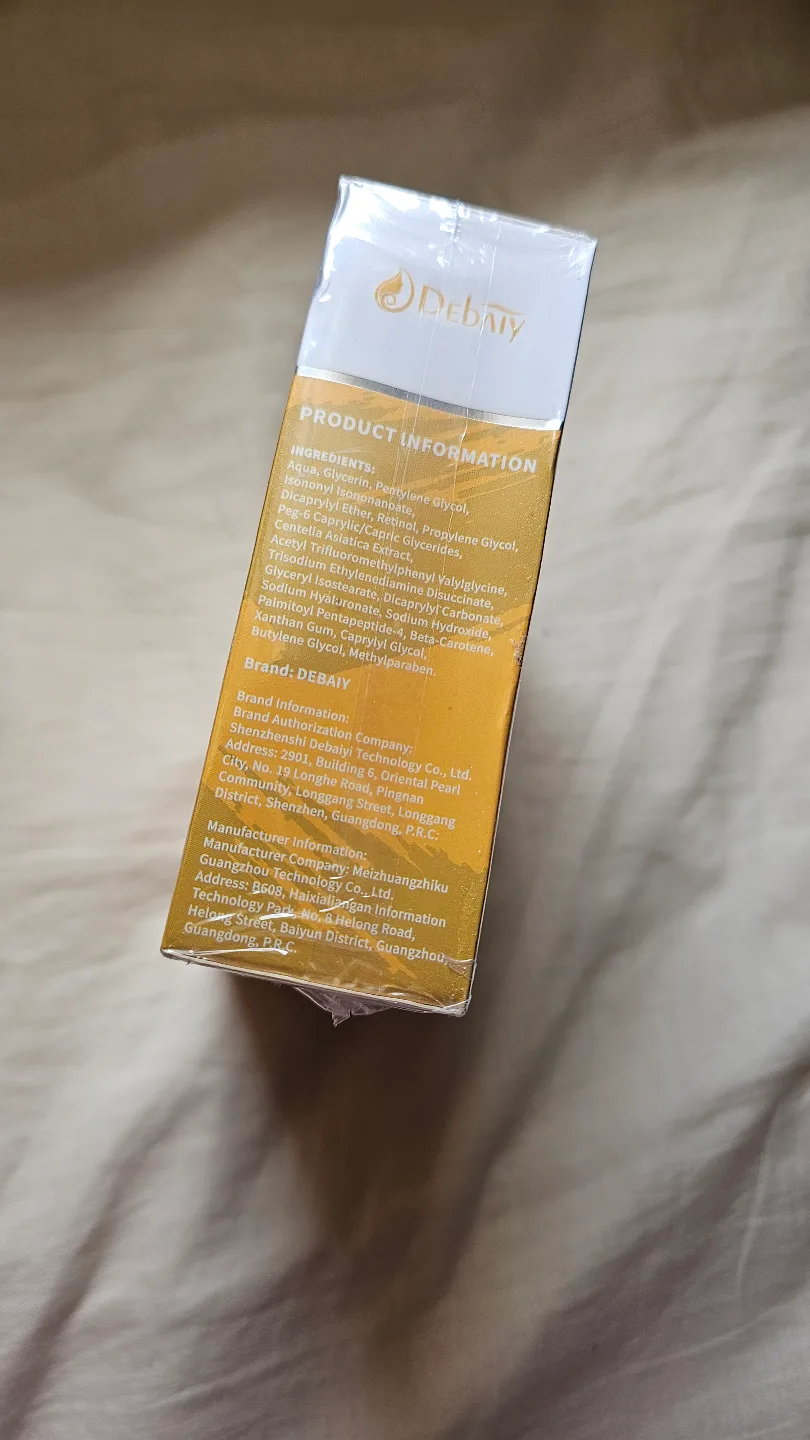 DEBAIY
PRODUCT INFORMATION
INGREDIENTS:
Aqua, Glycerin, Pentylene Glycol,
Isononyl Isononanbate,
Dicaprylyl Ether, Retinol, Propylene Glycol,
Peg-6 Caprylic/Capric Glycerides,
Centella Asiatica Extract,
Acetyl Trifluoromethylphenyl Valylglycine,
Trisodium Ethylenediamine Disuccinate,
Glyceryl Isostearate, Dicaprylyl Carbonate,
Sodium Hyaluronate, Sodium Hydroxide,
Palmitoyl Pentapeptide-4, Beta-Carotene,
Xanthan Gum, Caprylyl Glycol,
Butylene Glycol, Methylparaben.
Brand: DEBAIY
Brand Information:
Brand Authorization Company:
Shenzhenshi Debaiyi Technology Co., Ltd.
Address: 2901, Building 6, Oriental Pearl
City, No. 19 Longhe Road, Pingnan
Community, Longgang Street, Longgang
District, Shenzhen, Guangdong, P.R.C.
Manufacturer Information:
Manufacturer Company: Meizhuangzhiku
Guangzhou Technology Co., Ltd.
Address: B608, Haixialiangan Information
Technology Park, No. 8 Helong Road,
Helong Street, Baiyun District, Guangzhou,
Guangdong, P.R.C